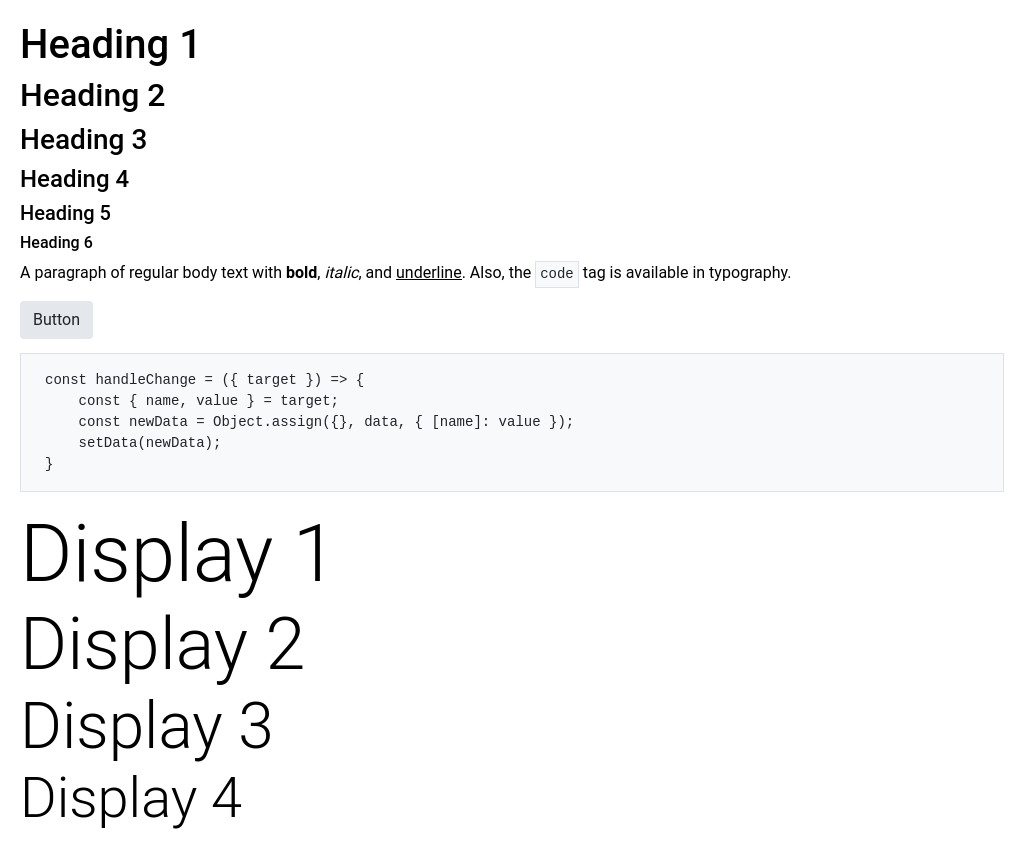 Heading 1
Heading 2
Heading 3
Heading 4
Heading 5
Heading 6
A paragraph of regular body text with bold, italic, and underline. Also, the code tag is available in typography.
Button
const handleChange = ({ target }) => {
    const { name, value } = target;
    const newData = Object.assign({}, data, { [name]: value });
    setData(newData);
}
Display 1
Display 2
Display 3
Display 4